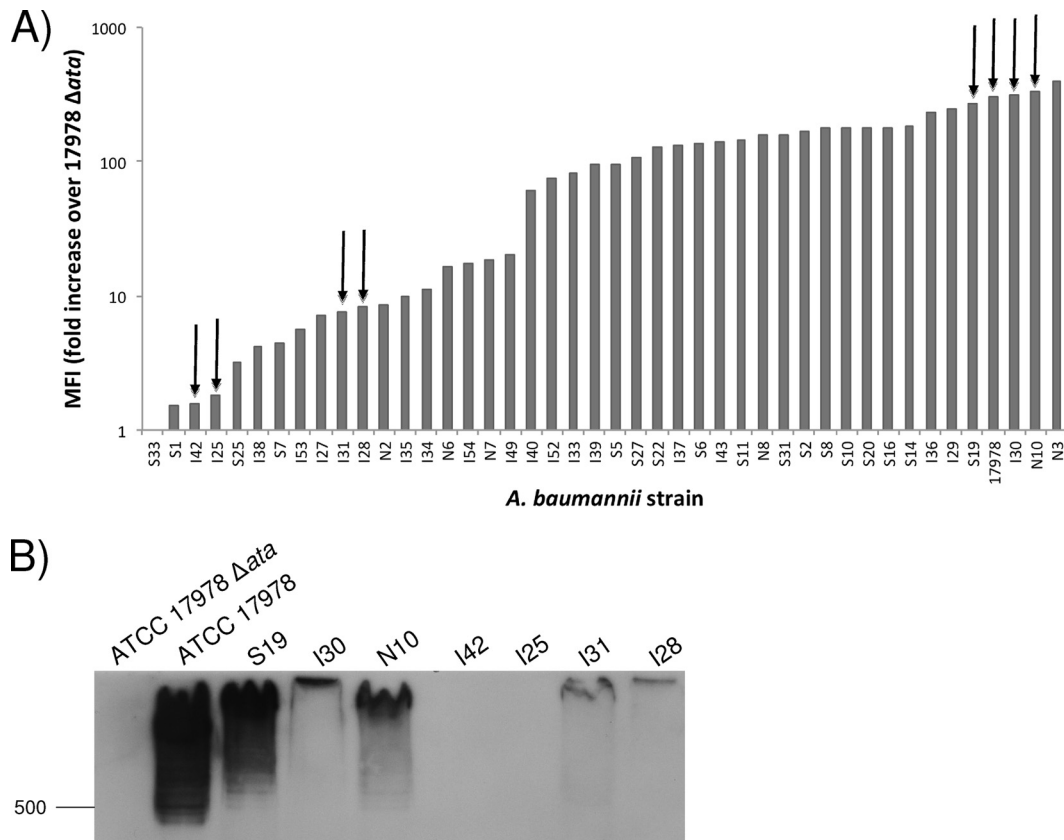 A)
MFI (fold increase over 17978 Δata)
1000
100
10
1
S33 S1 I42 I25 S25 I38 S7 I53 I27 I31 I28 N2 I35 I34 N6 I54 N7 I49 I40 I52 I33 I39 S5 S27 S22 I37 S6 I43 S11 N8 S31 S2 S8 S10 S20 S16 S14 I36 I29 S19 17978 I30 N10 N3
A. baumannii strain
B)
ATCC 17978 Δata
ATCC 17978
S19
I30
N10
I42
I25
I31
I28
500